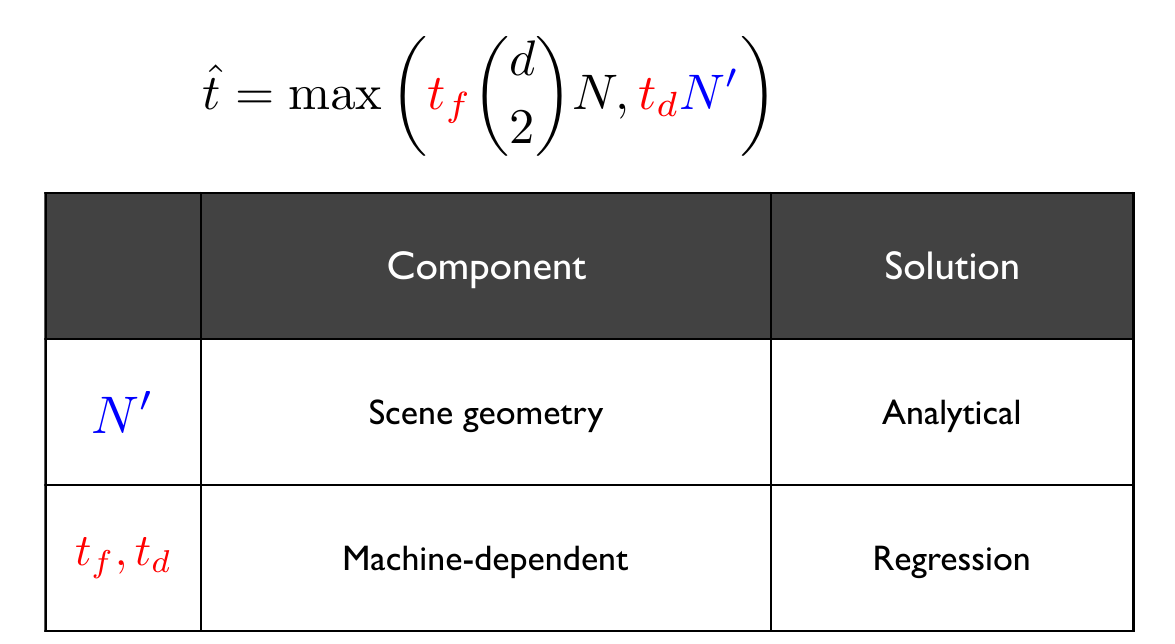 $\hat{t} = \max\left(t_f \binom{d}{2} N, t_d N'\right)$
Component Solution
$N'$ Scene geometry Analytical
$t_f, t_d$ Machine-dependent Regression